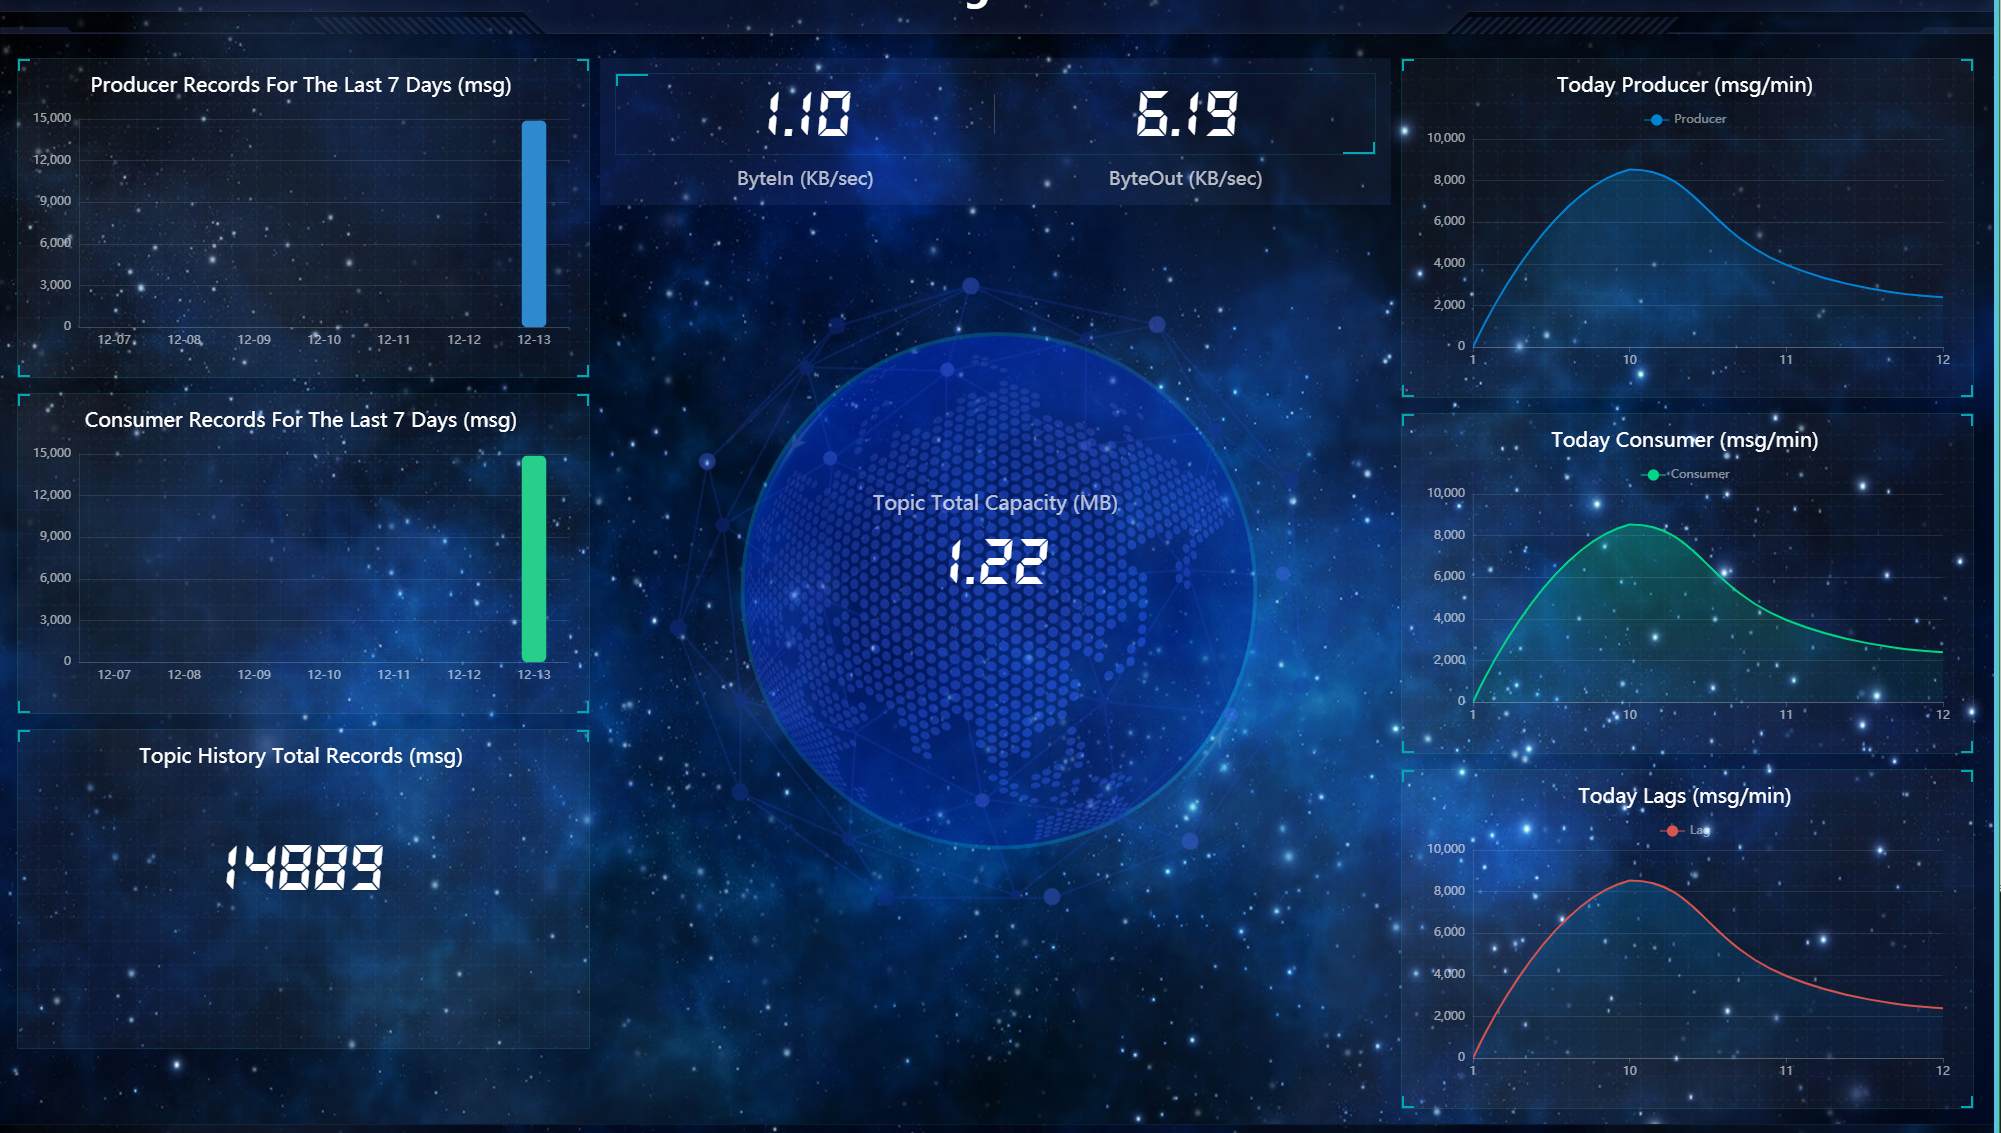 Producer Records For The Last 7 Days (msg)
15,000
12,000
9,000
6,000
3,000
0
12-07 12-08 12-09 12-10 12-11 12-12 12-13
Consumer Records For The Last 7 Days (msg)
15,000
12,000
9,000
6,000
3,000
0
12-07 12-08 12-09 12-10 12-11 12-12 12-13
Topic History Total Records (msg)
14889
1.10 6.19
ByteIn (KB/sec) ByteOut (KB/sec)
Topic Total Capacity (MB)
1.22
Today Producer (msg/min)
Producer
10,000
8,000
6,000
4,000
2,000
0
1 10 11 12
Today Consumer (msg/min)
Consumer
10,000
8,000
6,000
4,000
2,000
0
1 10 11 12
Today Lags (msg/min)
Lag
10,000
8,000
6,000
4,000
2,000
0
1 10 11 12